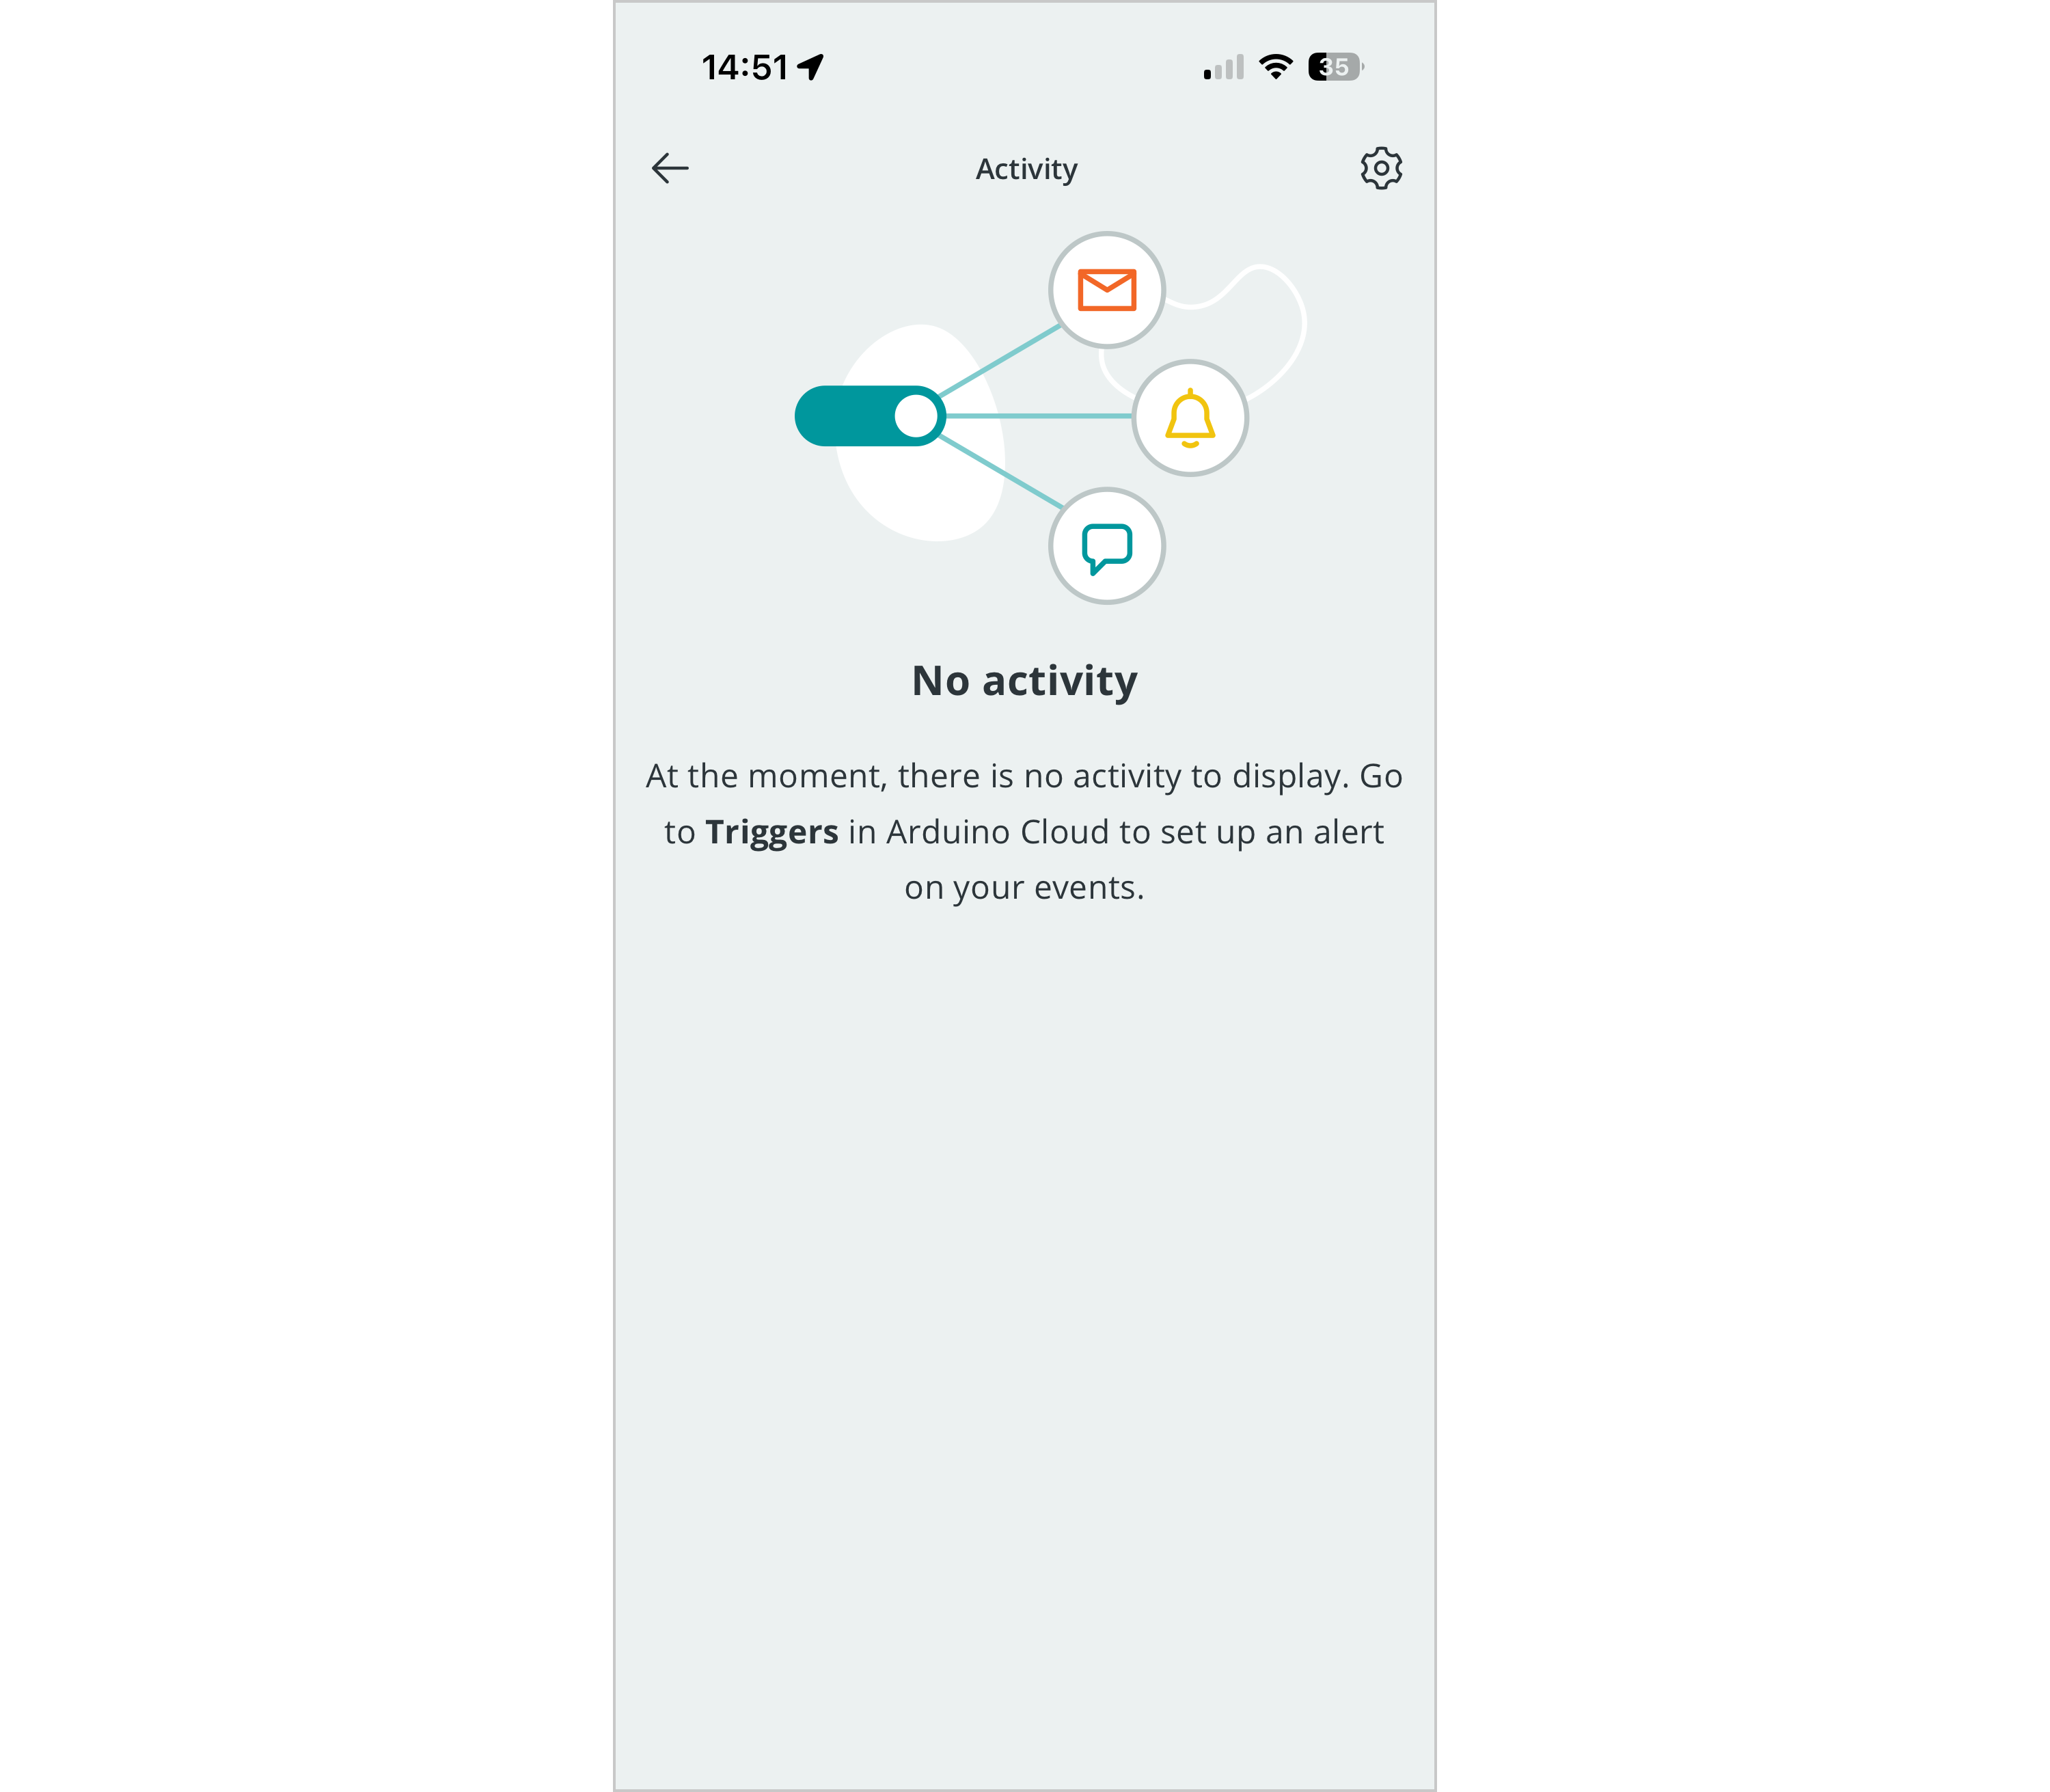 14:51
35
Activity
No activity
At the moment, there is no activity to display. Go
to Triggers in Arduino Cloud to set up an alert
on your events.